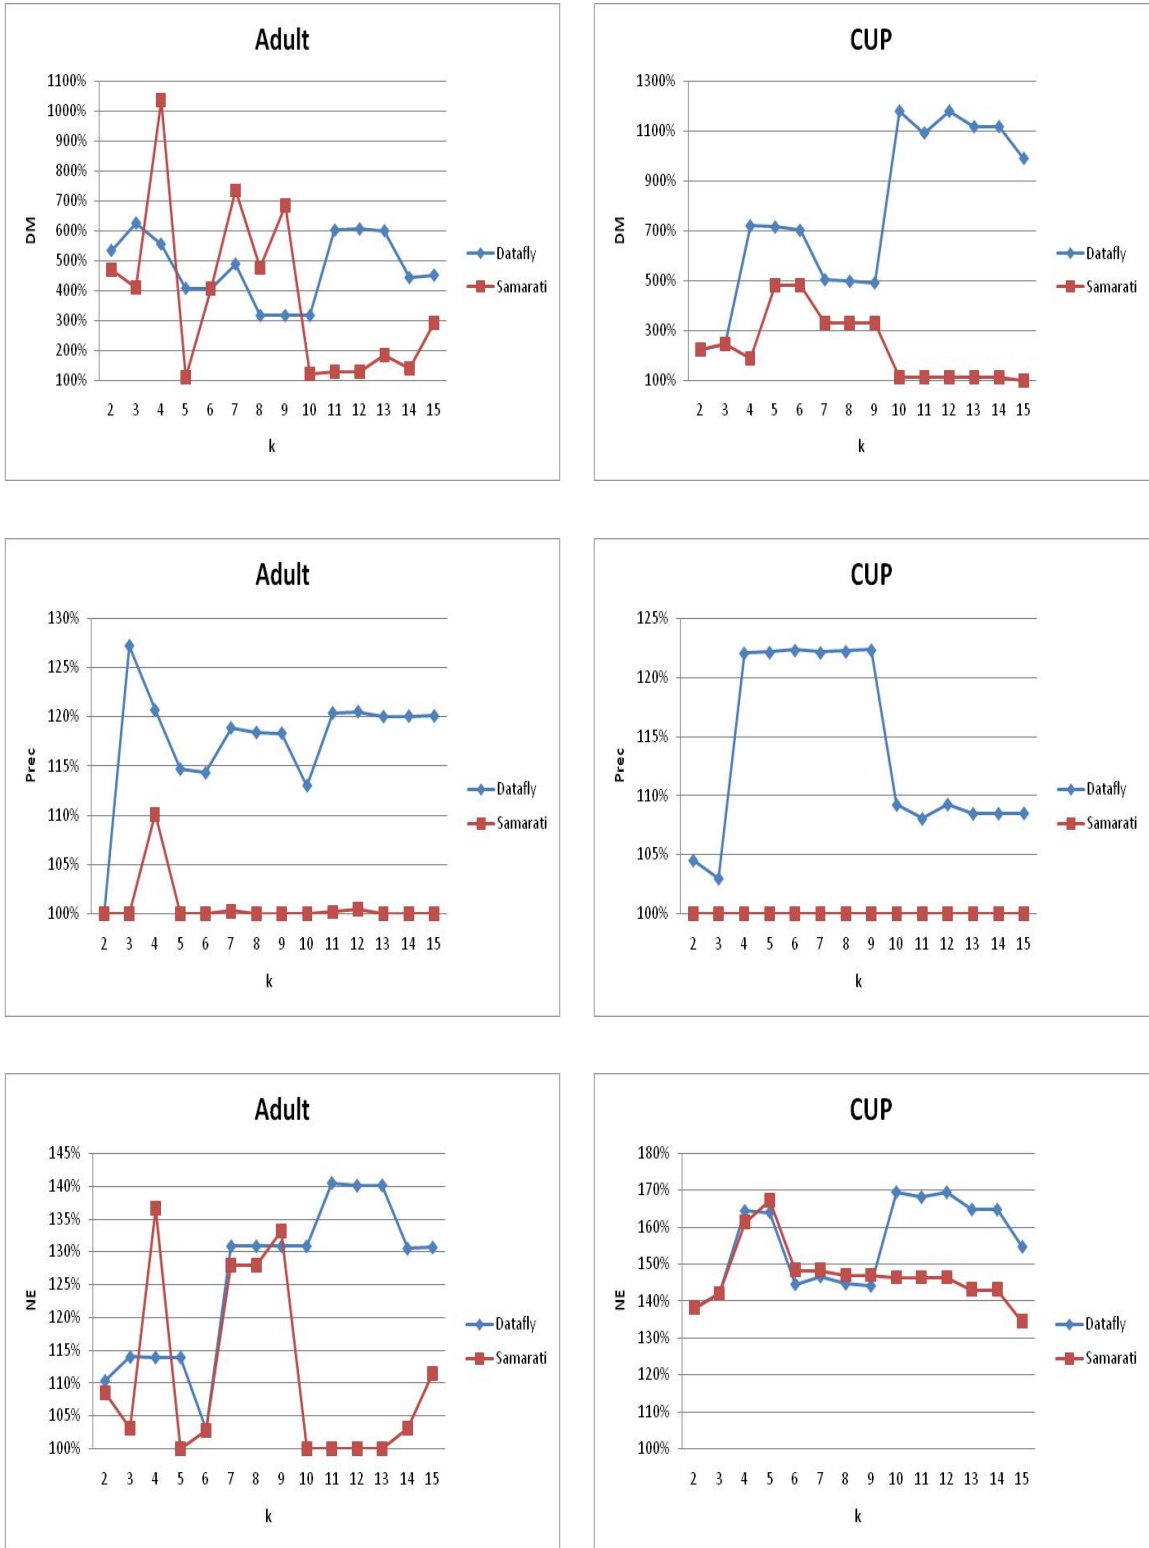 Adult
1100%
1000%
900%
800%
700%
600%
500%
400%
300%
200%
100%
DM
2 3 4 5 6 7 8 9 10 11 12 13 14 15
k
Datafly
Samarati
CUP
1300%
1100%
900%
700%
500%
300%
100%
DM
2 3 4 5 6 7 8 9 10 11 12 13 14 15
k
Datafly
Samarati
Adult
130%
125%
120%
115%
110%
105%
100%
Prec
2 3 4 5 6 7 8 9 10 11 12 13 14 15
k
Datafly
Samarati
CUP
125%
120%
115%
110%
105%
100%
Prec
2 3 4 5 6 7 8 9 10 11 12 13 14 15
k
Datafly
Samarati
Adult
145%
140%
135%
130%
125%
120%
115%
110%
105%
100%
NE
2 3 4 5 6 7 8 9 10 11 12 13 14 15
k
Datafly
Samarati
CUP
180%
170%
160%
150%
140%
130%
120%
110%
100%
NE
2 3 4 5 6 7 8 9 10 11 12 13 14 15
k
Datafly
Samarati